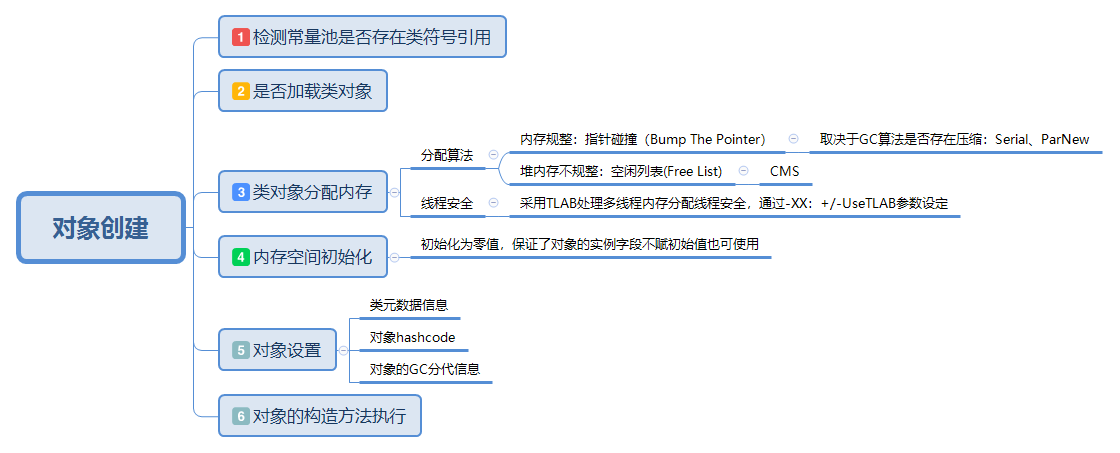 对象创建
1 检测常量池是否存在类符号引用
2 是否加载类对象
3 类对象分配内存
分配算法
内存规整：指针碰撞（Bump The Pointer）
取决于GC算法是否存在压缩：Serial、ParNew
堆内存不规整：空闲列表(Free List)
CMS
线程安全
采用TLAB处理多线程内存分配线程安全，通过-XX：+/-UseTLAB参数设定
4 内存空间初始化
初始化为零值，保证了对象的实例字段不赋初始值也可使用
5 对象设置
类元数据信息
对象hashcode
对象的GC分代信息
6 对象的构造方法执行